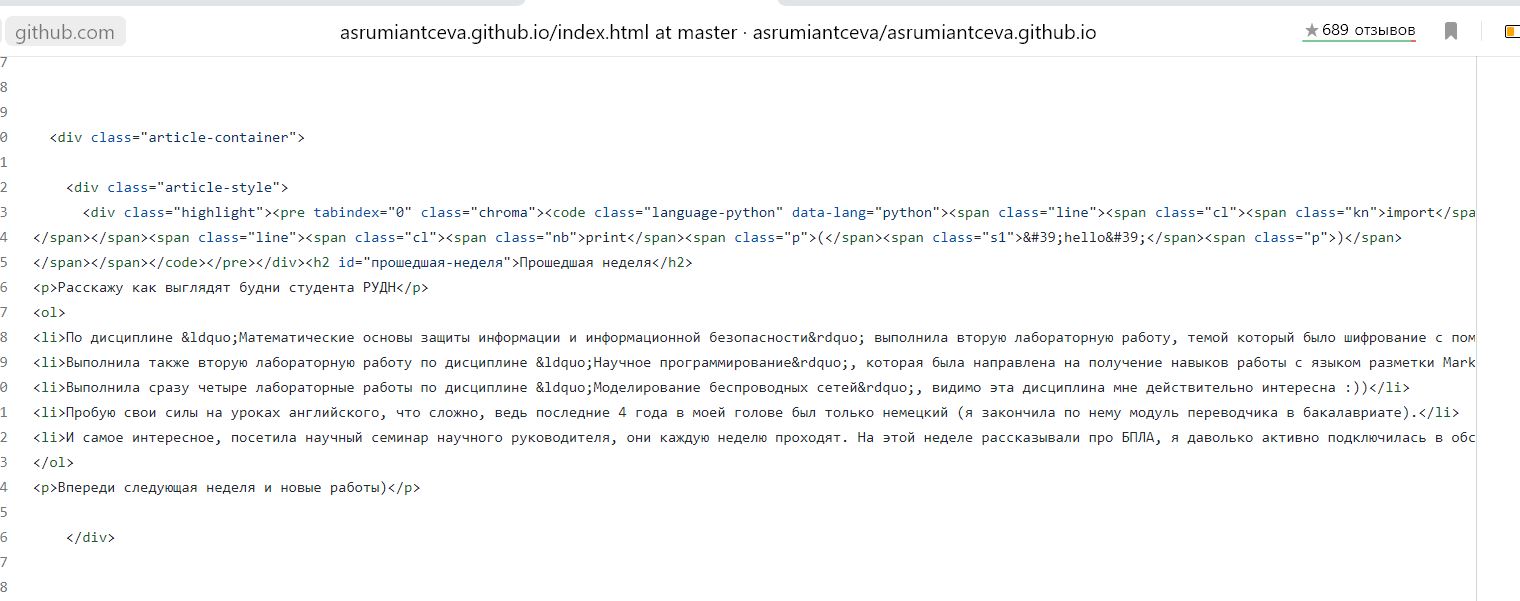 github.com asrumiantceva.github.io/index.html at master · asrumiantceva/asrumiantceva.github.io ★ 689 отзывов
7
8
9
0 <div class="article-container">
1
2 <div class="article-style">
3 <div class="highlight"><pre tabindex="0" class="chroma"><code class="language-python" data-lang="python"><span class="line"><span class="cl"><span class="kn">import</spa
4 </span></span><span class="line"><span class="cl"><span class="nb">print</span><span class="p">(</span><span class="s1">&#39;hello&#39;</span><span class="p">)</span>
5 </span></span></code></pre></div><h2 id="прошедшая-неделя">Прошедшая неделя</h2>
6 <p>Расскажу как выглядят будни студента РУДН</p>
7 <ol>
8 <li>По дисциплине &ldquo;Математические основы защиты информации и информационной безопасности&rdquo; выполнила вторую лабораторную работу, темой который было шифрование с пом
9 <li>Выполнила также вторую лабораторную работу по дисциплине &ldquo;Научное программирование&rdquo;, которая была направлена на получение навыков работы с языком разметки Mark
0 <li>Выполнила сразу четыре лабораторные работы по дисциплине &ldquo;Моделирование беспроводных сетей&rdquo;, видимо эта дисциплина мне действительно интересна :))</li>
1 <li>Пробую свои силы на уроках английского, что сложно, ведь последние 4 года в моей голове был только немецкий (я закончила по нему модуль переводчика в бакалавриате).</li>
2 <li>И самое интересное, посетила научный семинар научного руководителя, они каждую неделю проходят. На этой неделе рассказывали про БПЛА, я даволько активно подключилась в обс
3 </ol>
4 <p>Впереди следующая неделя и новые работы)</p>
5
6 </div>
7
8